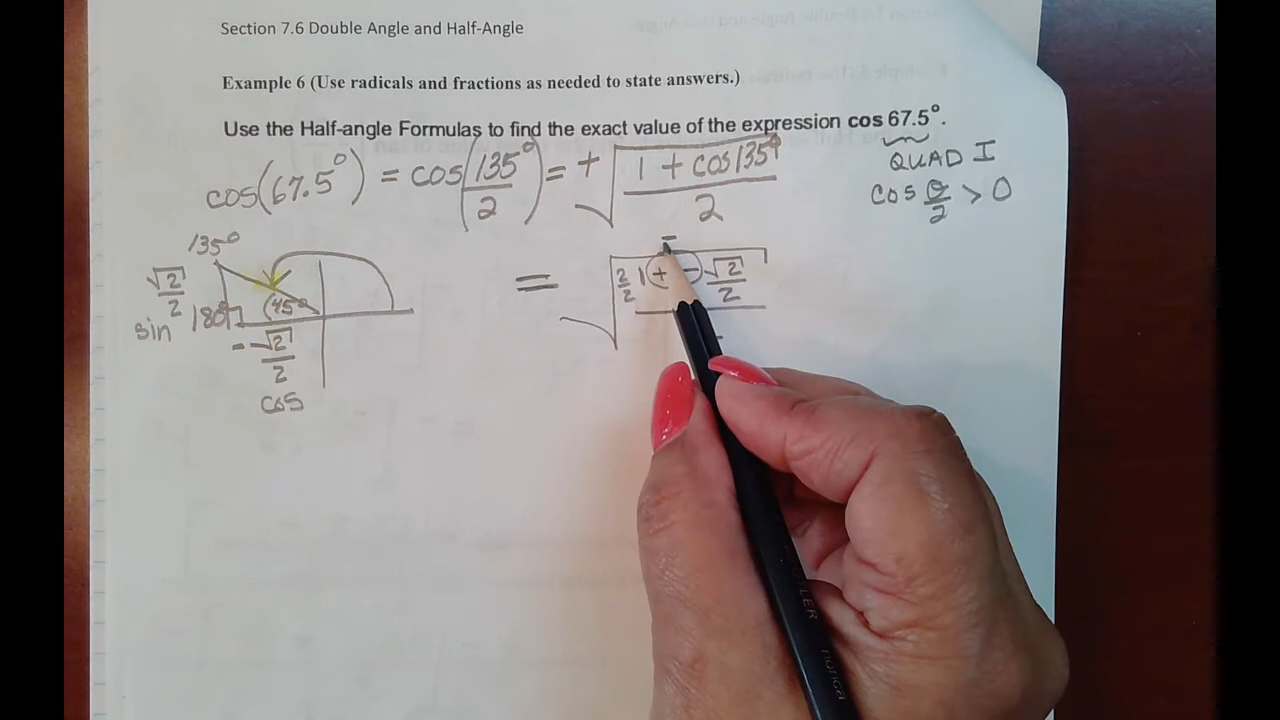 Section 7.6 Double Angle and Half-Angle
Example 6 (Use radicals and fractions as needed to state answers.)
Use the Half-angle Formulas to find the exact value of the expression cos 67.5°.
cos(67.5°) = cos(135°/2) = +√((1 + cos135°)/2)
QUAD I
cos θ/2 > 0
135°
√2/2
sin
180°
45°
-√2/2
cos
-
= √(2/2 1 + -√2/2